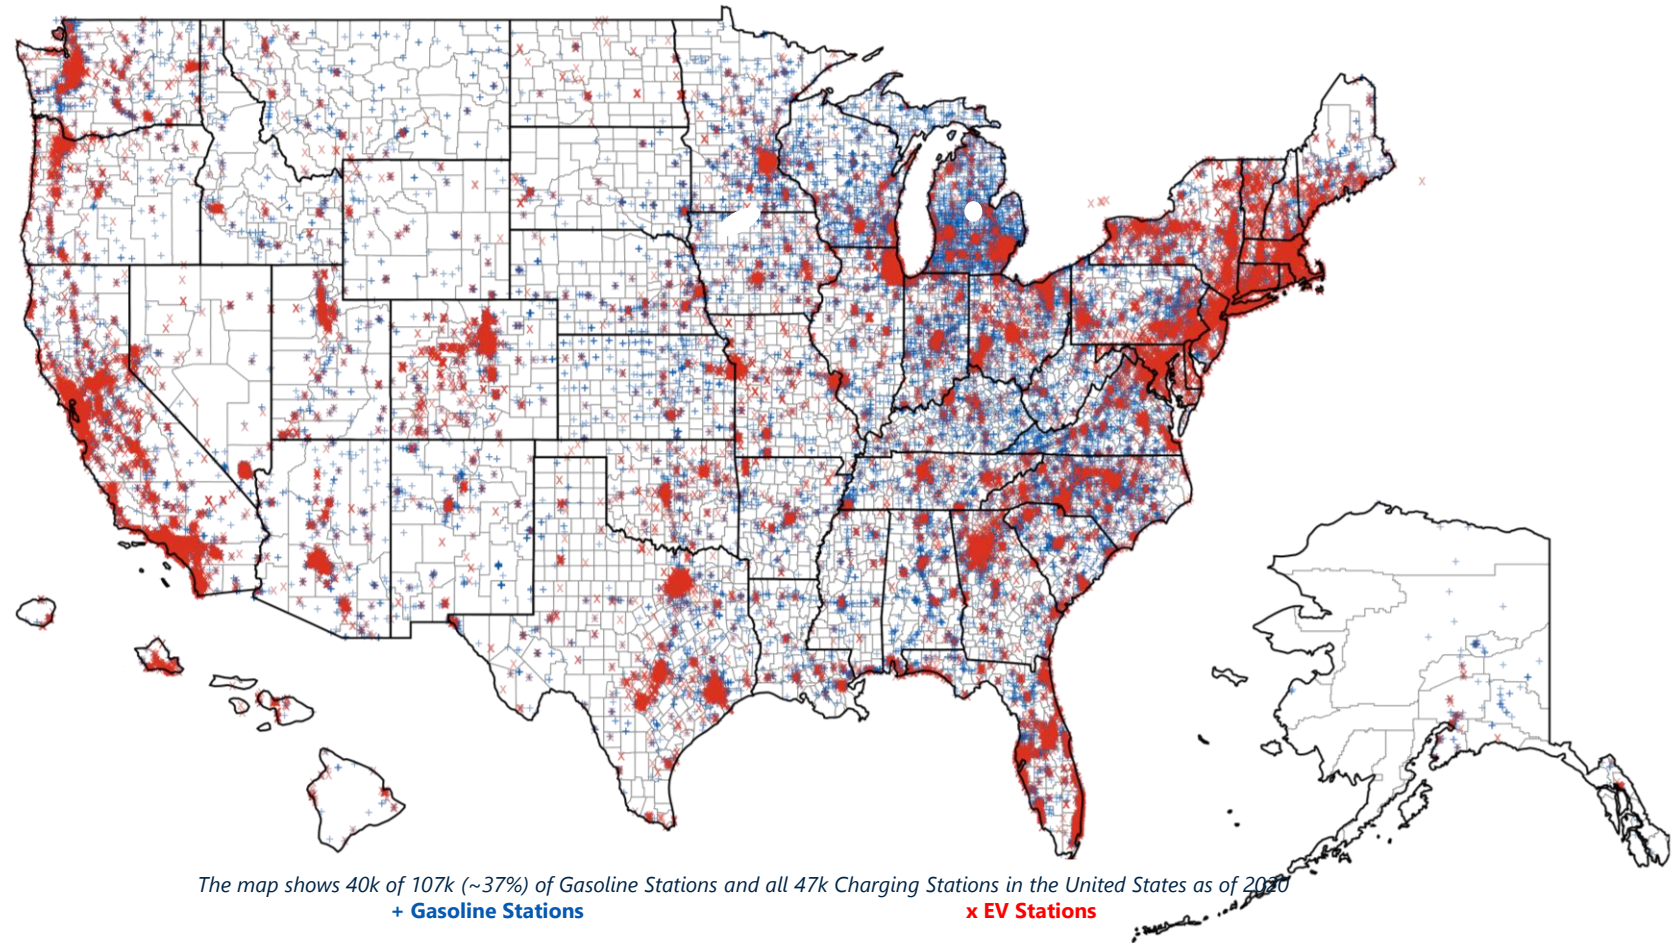 The map shows 40k of 107k (~37%) of Gasoline Stations and all 47k Charging Stations in the United States as of 2020
+ Gasoline Stations x EV Stations